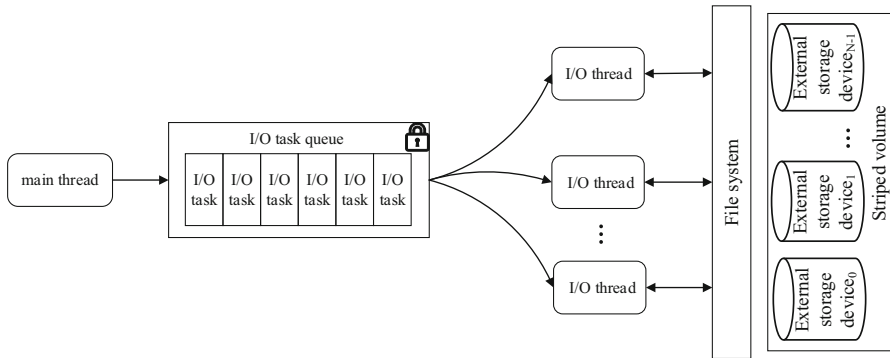 main thread
I/O task queue
I/O
task
I/O
task
I/O
task
I/O
task
I/O
task
I/O
task
I/O thread
I/O thread
...
I/O thread
File system
External
storage
deviceN-1
...
External
storage
device1
External
storage
device0
Striped volume